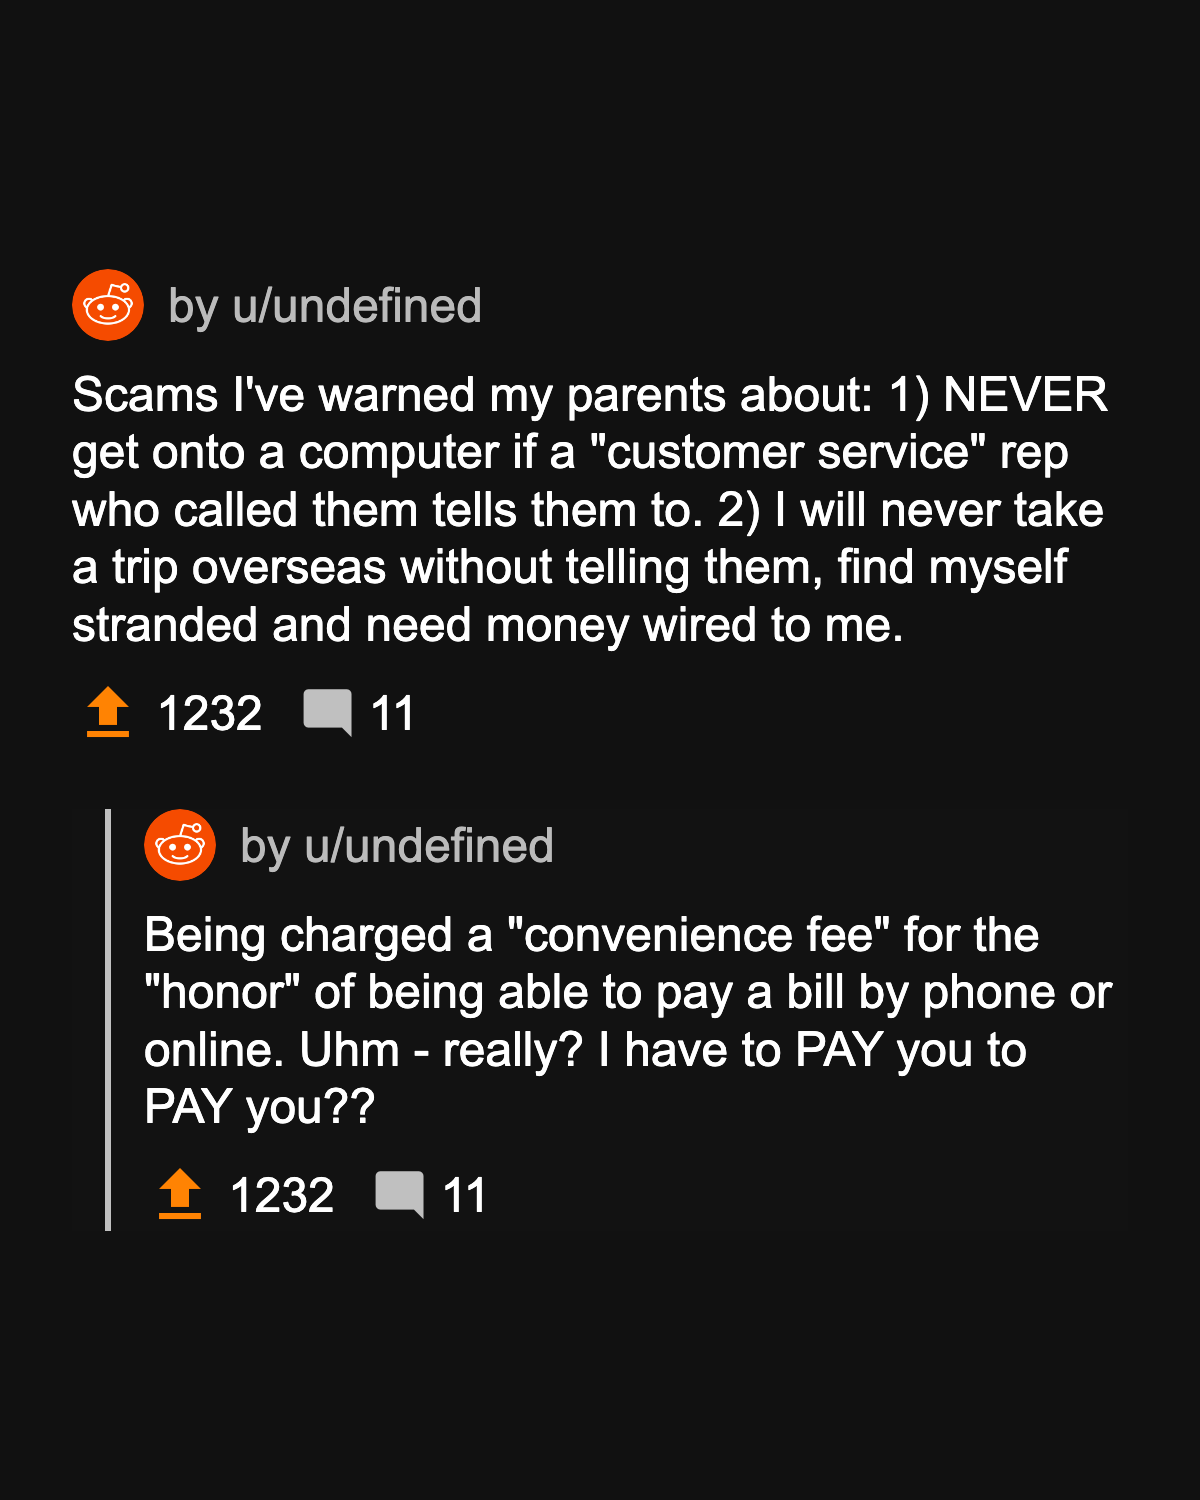 by u/undefined
Scams I've warned my parents about: 1) NEVER
get onto a computer if a "customer service" rep
who called them tells them to. 2) I will never take
a trip overseas without telling them, find myself
stranded and need money wired to me.
1232 11
by u/undefined
Being charged a "convenience fee" for the
"honor" of being able to pay a bill by phone or
online. Uhm - really? I have to PAY you to
PAY you??
1232 11